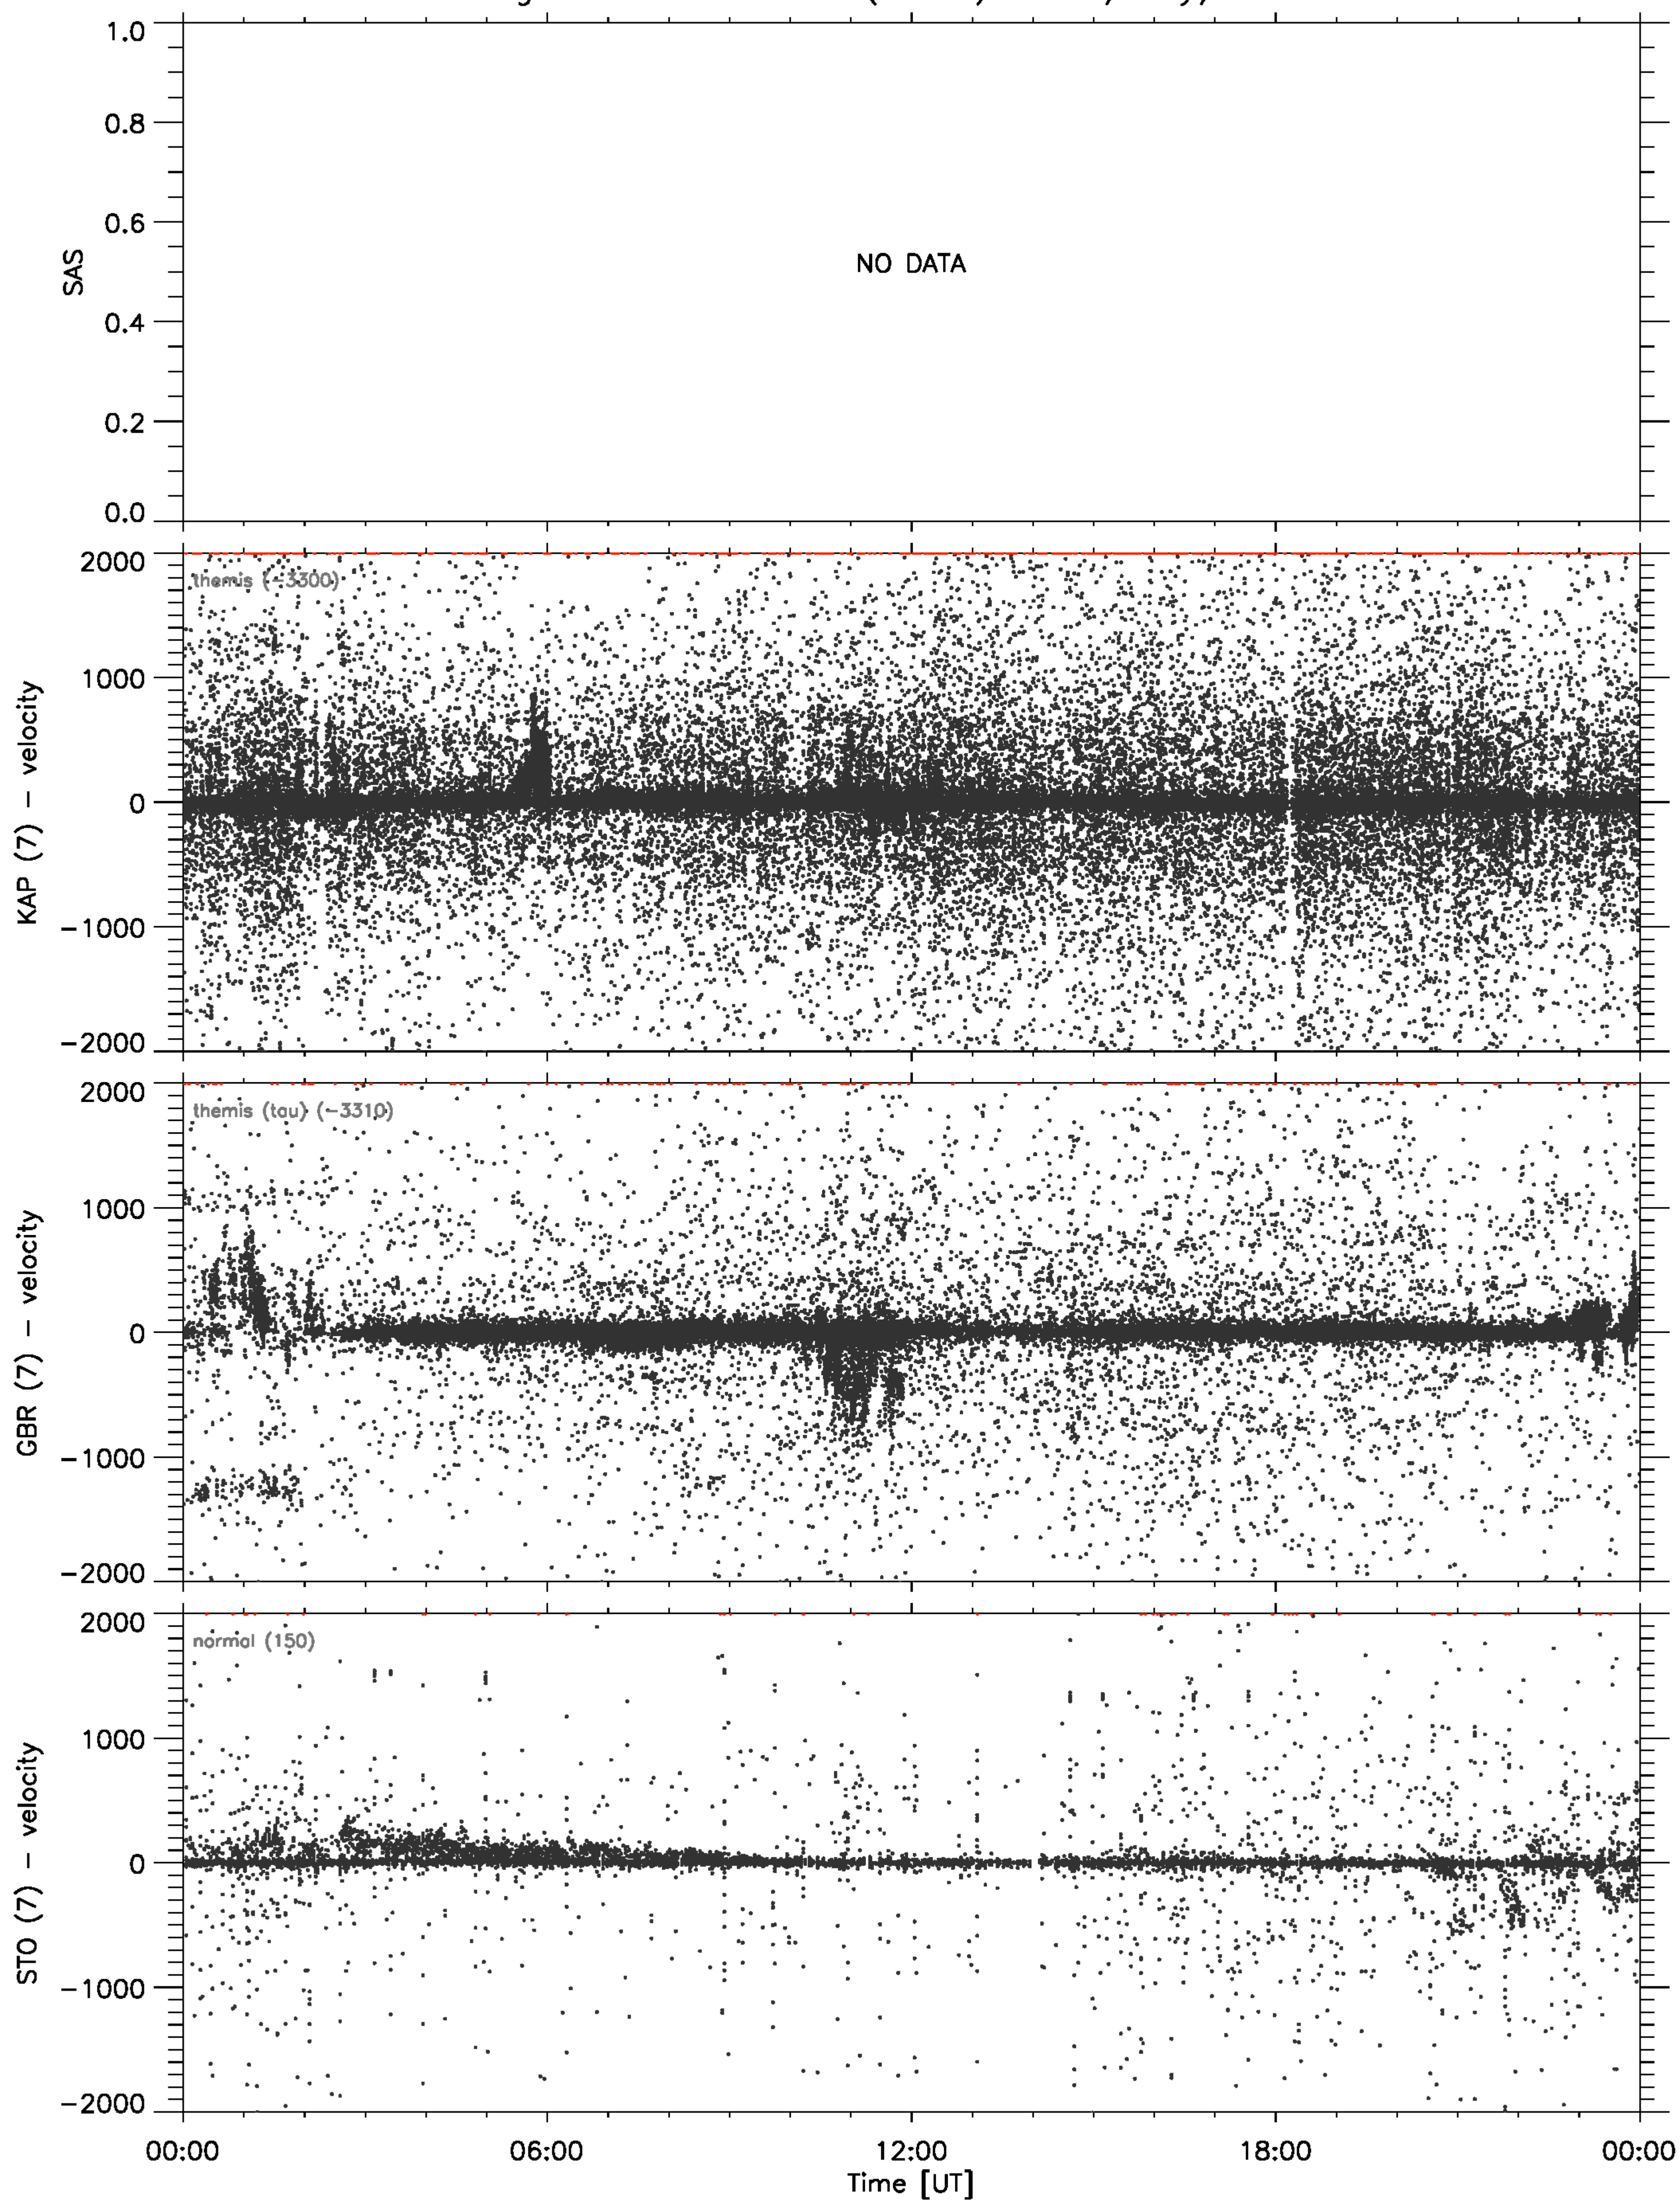 1.0
0.8
0.6
0.4
0.2
0.0
SAS
NO DATA
2000
1000
0
−1000
−2000
KAP (7) − velocity
themis (−3300)
2000
1000
0
−1000
−2000
GBR (7) − velocity
themis (tau) (−3310)
2000
1000
0
−1000
−2000
STO (7) − velocity
normal (150)
00:00 06:00 12:00 18:00 00:00
Time [UT]